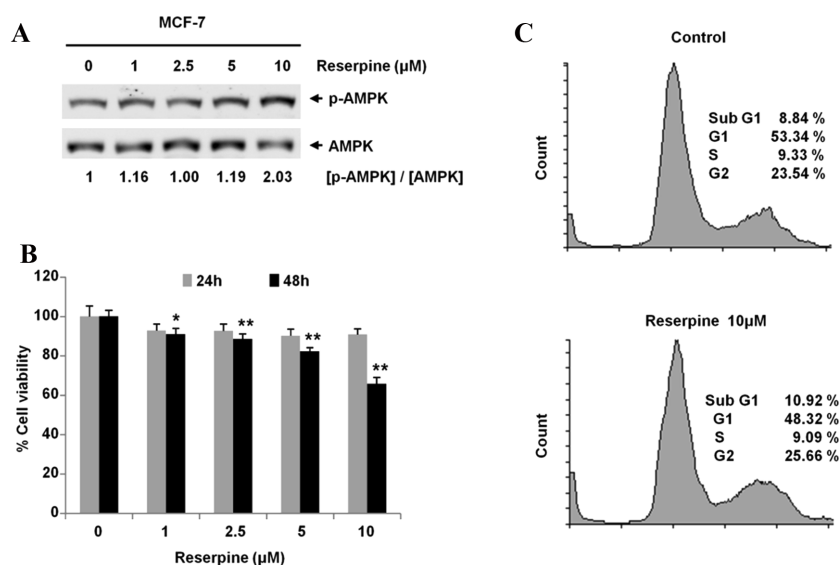 A
MCF-7
0 1 2.5 5 10 Reserpine (μM)
p-AMPK
AMPK
1 1.16 1.00 1.19 2.03 [p-AMPK] / [AMPK]
B
24h 48h
% Cell viability
120
100
80
60
40
20
0
* ** ** **
0 1 2.5 5 10
Reserpine (μM)
C
Control
Count
Sub G1 8.84 %
G1 53.34 %
S 9.33 %
G2 23.54 %
Reserpine 10μM
Count
Sub G1 10.92 %
G1 48.32 %
S 9.09 %
G2 25.66 %